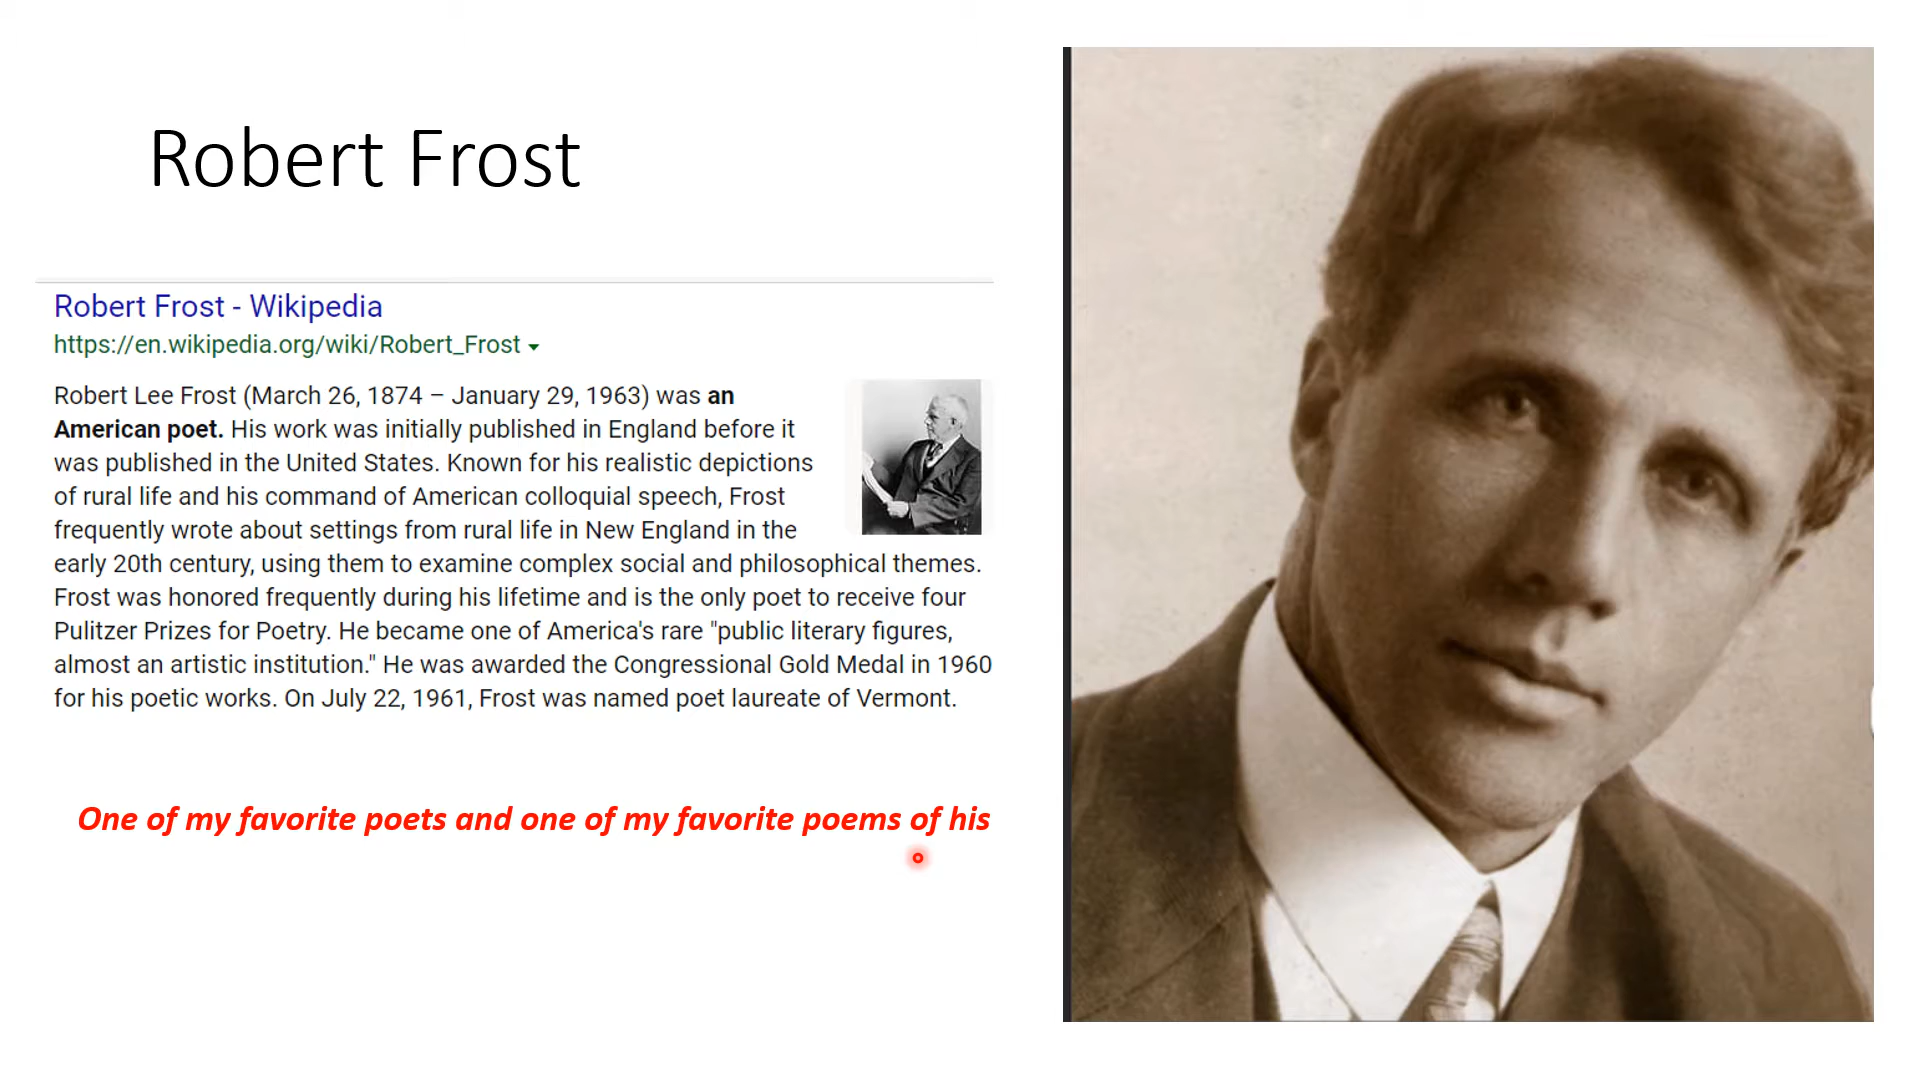 Robert Frost
Robert Frost - Wikipedia
https://en.wikipedia.org/wiki/Robert_Frost
Robert Lee Frost (March 26, 1874 – January 29, 1963) was an
American poet. His work was initially published in England before it
was published in the United States. Known for his realistic depictions
of rural life and his command of American colloquial speech, Frost
frequently wrote about settings from rural life in New England in the
early 20th century, using them to examine complex social and philosophical themes.
Frost was honored frequently during his lifetime and is the only poet to receive four
Pulitzer Prizes for Poetry. He became one of America's rare "public literary figures,
almost an artistic institution." He was awarded the Congressional Gold Medal in 1960
for his poetic works. On July 22, 1961, Frost was named poet laureate of Vermont.
One of my favorite poets and one of my favorite poems of his